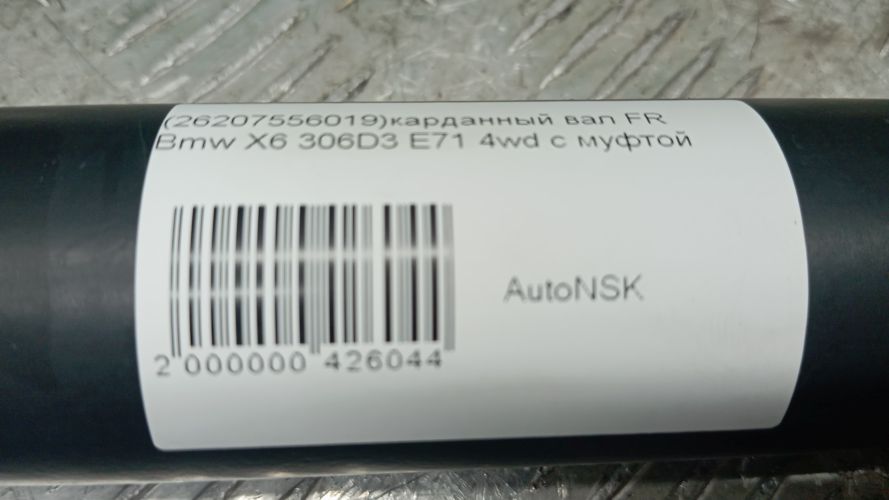 (26207556019)карданный вал FR
Bmw X6 306D3 E71 4wd с муфтой
AutoNSK
2 000000 426044